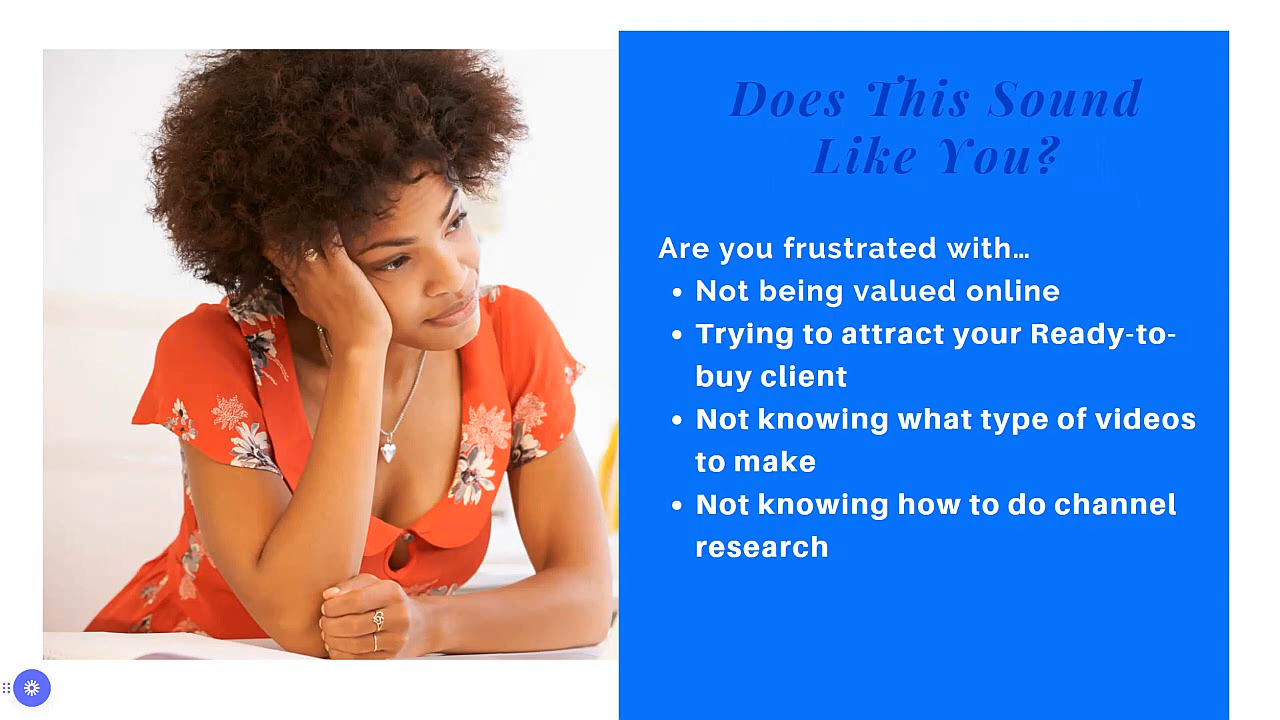 Does This Sound
Like You?
Are you frustrated with…
• Not being valued online
• Trying to attract your Ready-to-
buy client
• Not knowing what type of videos
to make
• Not knowing how to do channel
research